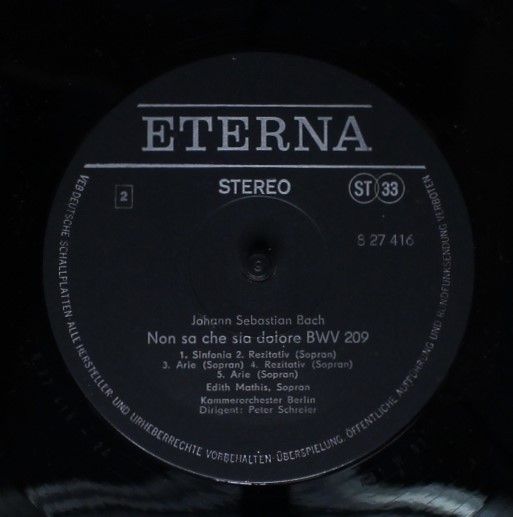 ETERNA
STEREO
ST 33
2
8 27 416
Johann Sebastian Bach
Non sa che sia dolore BWV 209
1. Sinfonia 2. Rezitativ (Sopran)
3. Arie (Sopran) 4. Rezitativ (Sopran)
5. Arie (Sopran)
Edith Mathis, Sopran
Kammerorchester Berlin
Dirigent: Peter Schreier
VEB DEUTSCHE SCHALLPLATTEN ALLE HERSTELLER- UND URHEBERRECHTE VORBEHALTEN·ÜBERSPIELUNG, ÖFFENTLICHE AUFFÜHRUNG UND RUNDFUNKSENDUNG VERBOTEN